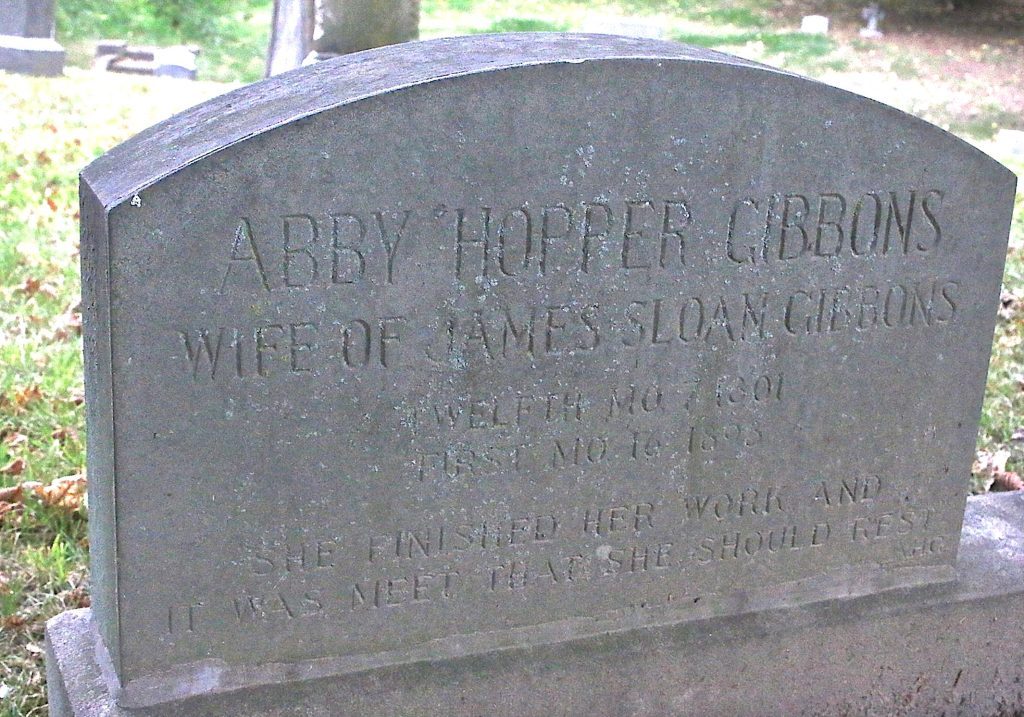 ABBY HOPPER GIBBONS
WIFE OF JAMES SLOAN GIBBONS
TWELFTH MO. 7 1801
FIRST MO. 16 1893
SHE FINISHED HER WORK AND
IT WAS MEET THAT SHE SHOULD REST.